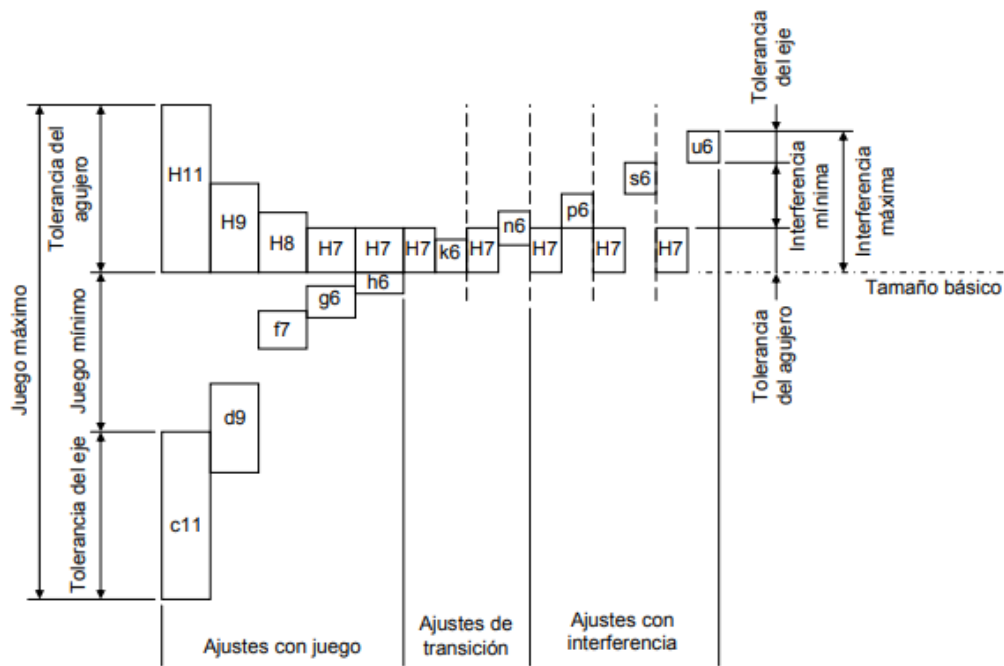 Tolerancia
del eje
u6
s6
p6
n6
k6
H11
H9
H8
H7
H7
H7
H7
H7
H7
H7
h6
g6
f7
d9
c11
Tolerancia del
agujero
Juego mínimo
Juego máximo
Tolerancia del eje
Interferencia
mínima
Interferencia
máxima
Tamaño básico
Tolerancia
del agujero
Ajustes con juego
Ajustes de
transición
Ajustes con
interferencia